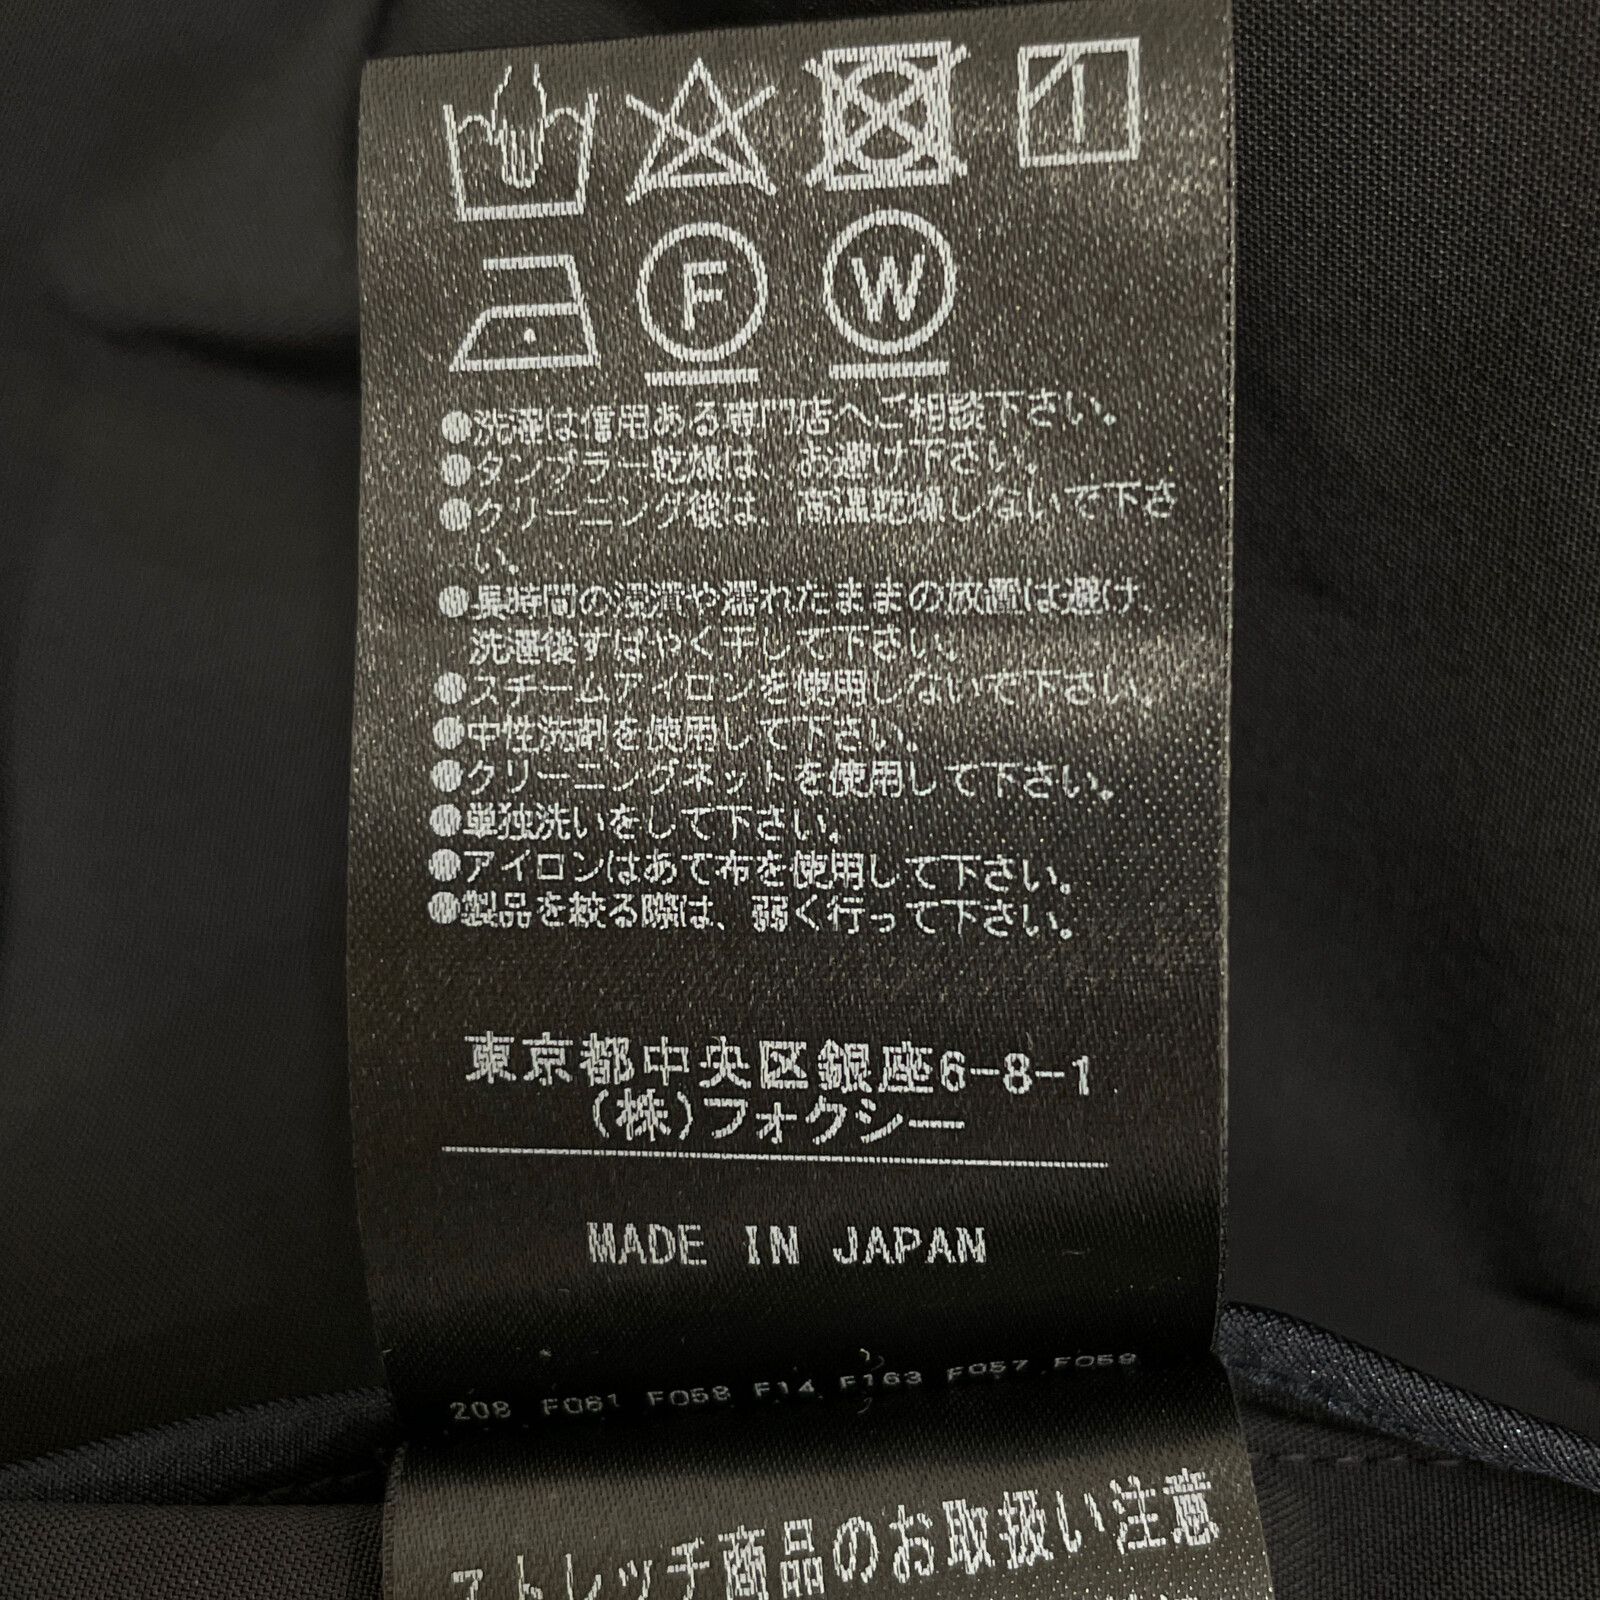 F W
●洗濯は信用ある専門店へご相談下さい。
●タンブラー乾燥は、お避け下さい。
●クリーニング後は、高温乾燥しないで下さ
い。
●長時間の浸漬や濡れたままの放置は避け、
洗濯後すばやく干して下さい。
●スチームアイロンを使用しないで下さい。
●中性洗剤を使用して下さい。
●クリーニングネットを使用して下さい。
●単独洗いをして下さい。
●アイロンはあて布を使用して下さい。
●製品を絞る際は、弱く行って下さい。
東京都中央区銀座6-8-1
(株)フォクシー
MADE IN JAPAN
208 F061 F058 F14 F163 F057 F059
ストレッチ商品のお取扱い注意